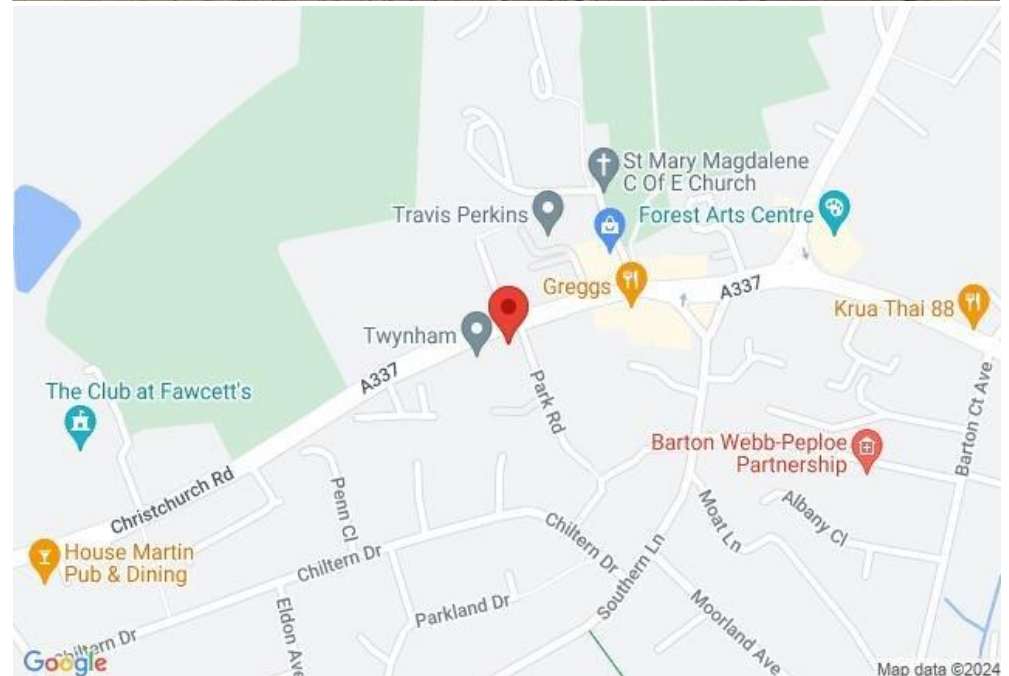 St Mary Magdalene
C Of E Church
Travis Perkins
Forest Arts Centre
Greggs
A337
Krua Thai 88
Twynham
A337
The Club at Fawcett's
Park Rd
Barton Ct Ave
Barton Webb-Peploe
Partnership
Christchurch Rd
Penn Cl
Moat Ln
Albany Cl
House Martin
Pub & Dining
Chiltern Dr
Chiltern Dr
Southern Ln
Parkland Dr
Eldon Ave
Moorland Ave
Chiltern Dr
Google
Map data ©2024